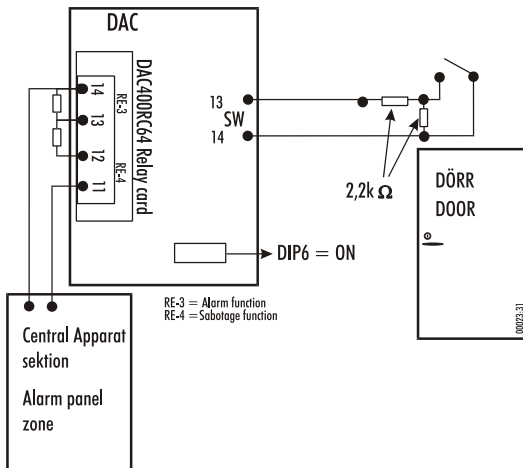 DAC
DAC400RC64 Relay card
14
13
12
11
RE-3
RE-4
13
SW
14
2,2k Ω
DÖRR
DOOR
DIP6 = ON
RE-3 = Alarm function
RE-4 = Sabotage function
Central Apparat
sektion
Alarm panel
zone
00023-31